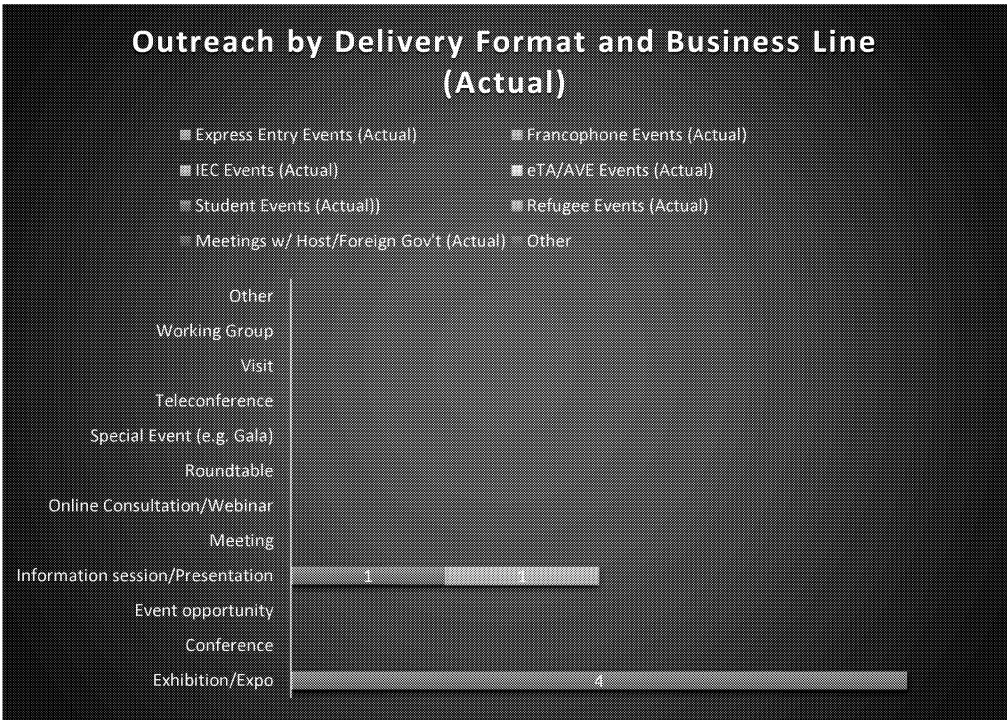 Outreach by Delivery Format and Business Line
(Actual)
Express Entry Events (Actual)
Francophone Events (Actual)
IEC Events (Actual)
eTA/AVE Events (Actual)
Student Events (Actual))
Refugee Events (Actual)
Meetings w/ Host/Foreign Gov't (Actual)
Other
Other
Working Group
Visit
Teleconference
Special Event (e.g. Gala)
Roundtable
Online Consultation/Webinar
Meeting
Information session/Presentation 1 1
Event opportunity
Conference
Exhibition/Expo 4